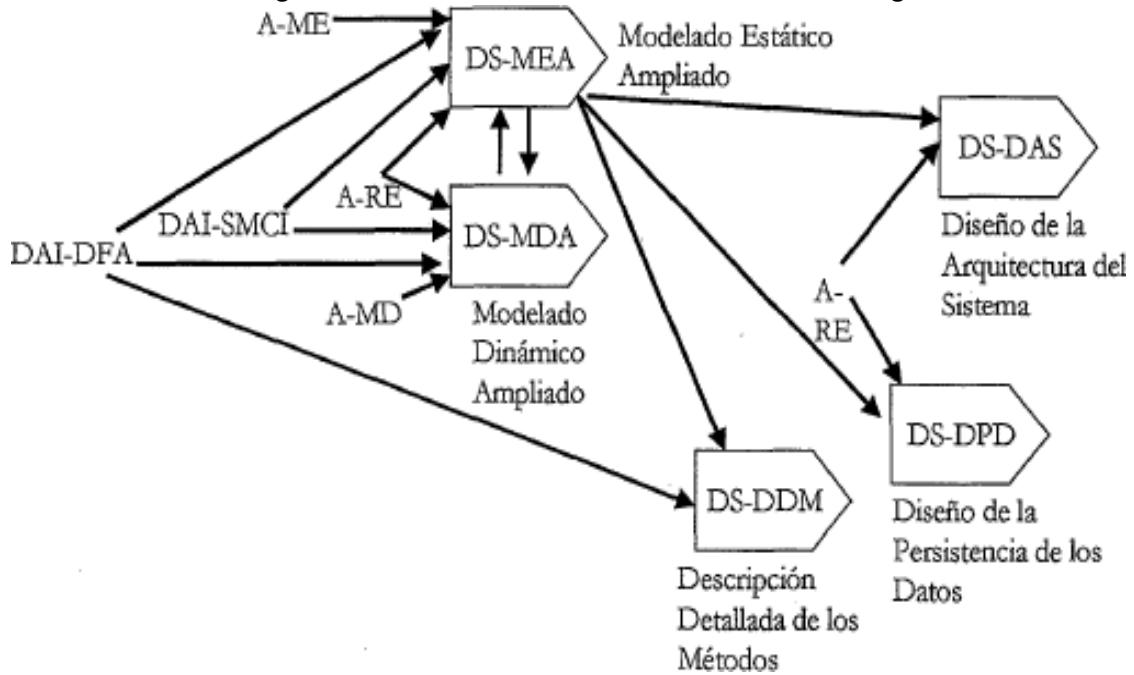 A-ME
DS-MEA
Modelado Estático
Ampliado
DS-DAS
A-RE
DAI-SMCI
DS-MDA
DAI-DFA
Diseño de la
Arquitectura del
Sistema
A-
RE
A-MD
Modelado
Dinámico
Ampliado
DS-DPD
DS-DDM
Diseño de la
Persistencia de los
Datos
Descripción
Detallada de los
Métodos